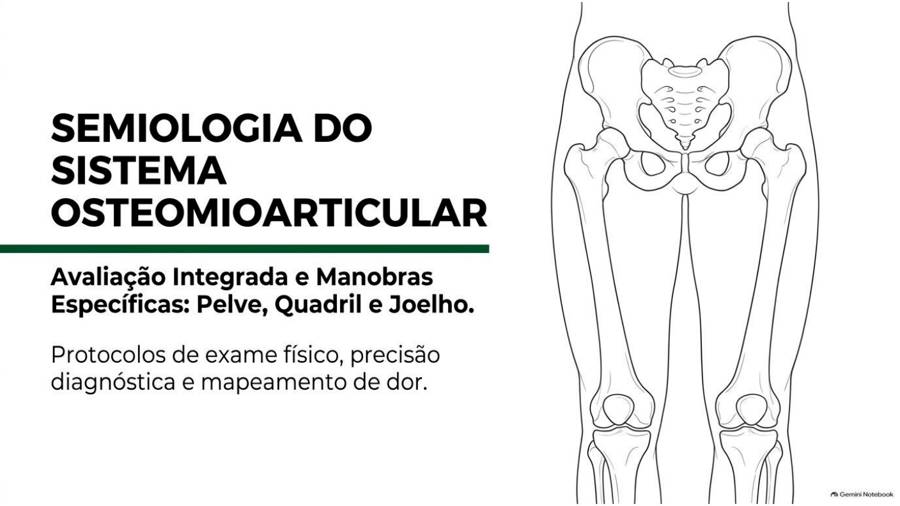 SEMIOLOGIA DO
SISTEMA
OSTEOMIOARTICULAR
Avaliação Integrada e Manobras
Específicas: Pelve, Quadril e Joelho.
Protocolos de exame físico, precisão
diagnóstica e mapeamento de dor.
Gemini Notebook